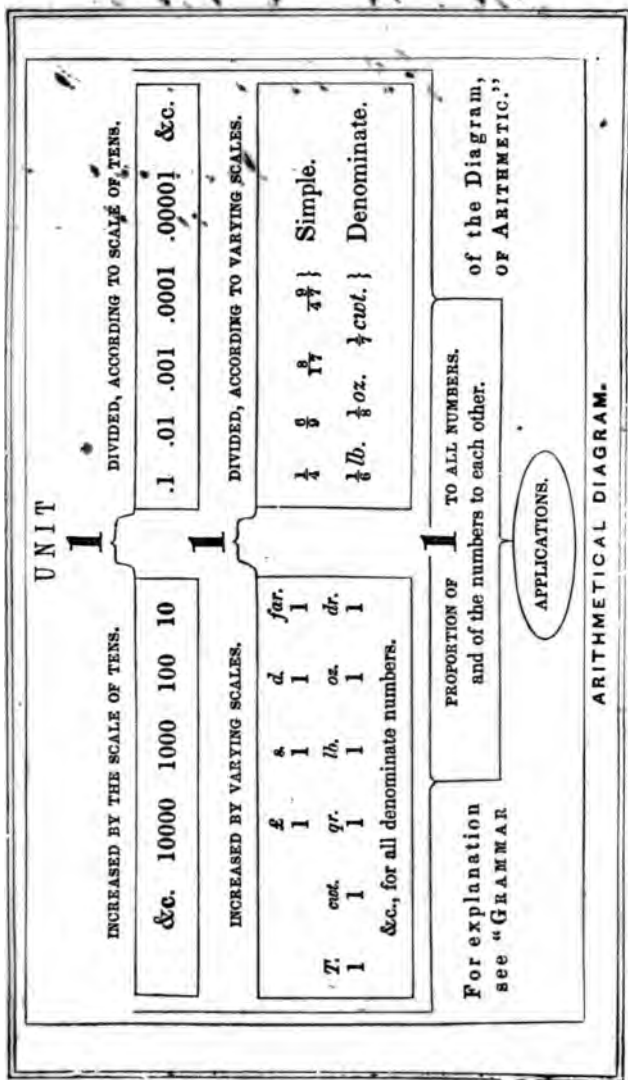 UNIT
1
INCREASED BY THE SCALE OF TENS. DIVIDED, ACCORDING TO SCALE OF TENS.
&c. 10000 1000 100 10 .1 .01 .001 .0001 .00001 &c.
1
INCREASED BY VARYING SCALES. DIVIDED, ACCORDING TO VARYING SCALES.
£ s. d. far.
1 1 1 1
T. cwt. qr. lb. oz. dr.
1 1 1 1 1 1
&c., for all denominate numbers.
1/4 6/9 8/17 9/47 } Simple.
1/6 lb. 1/8 oz. 1/7 cwt. } Denominate.
PROPORTION OF 1 TO ALL NUMBERS.
and of the numbers to each other.
For explanation of the Diagram,
see "GRAMMAR OF ARITHMETIC."
APPLICATIONS.
ARITHMETICAL DIAGRAM.